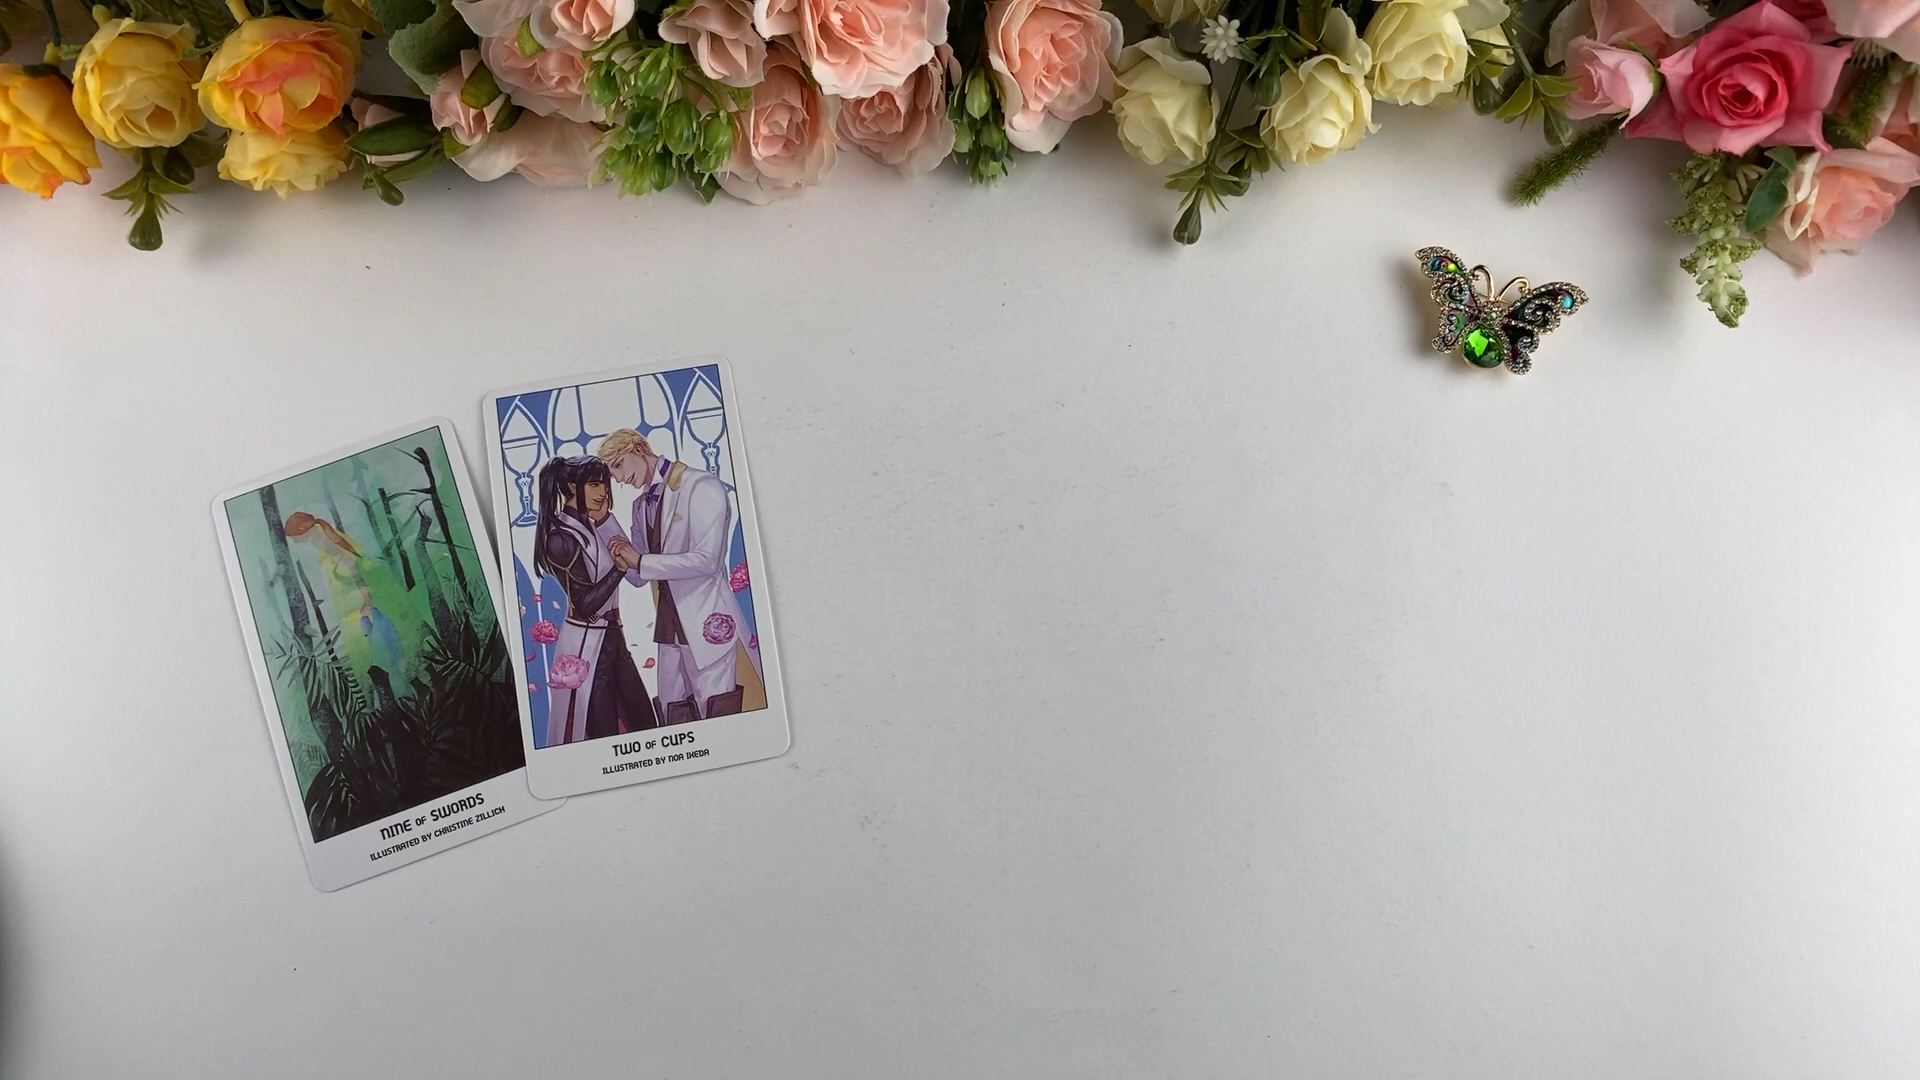 NINE OF SWORDS
ILLUSTRATED BY CHRISTINE ZILLICH
TWO OF CUPS
ILLUSTRATED BY NOA IKEDA